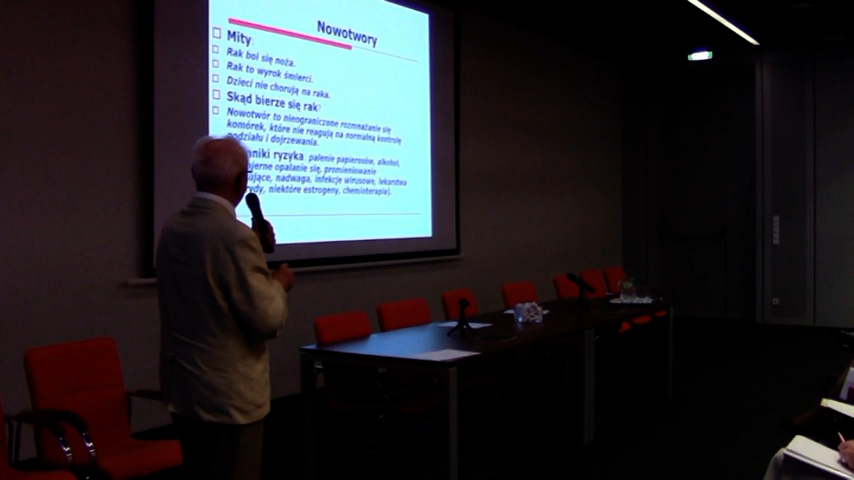 Nowotwory
Mity:
Rak boi się noża.
Rak to wyrok śmierci.
Dzieci nie chorują na raka.
Skąd bierze się rak?
Nowotwór to nieograniczone rozmnażanie się
komórek, które nie reagują na normalną kontrolę
podziału i dojrzewania.
ryzyka: palenie papierosów, alkohol,
opalanie się, promieniowanie
nadwaga, infekcje wirusowe, lekarstwa
niektóre estrogeny, chemioterapia).